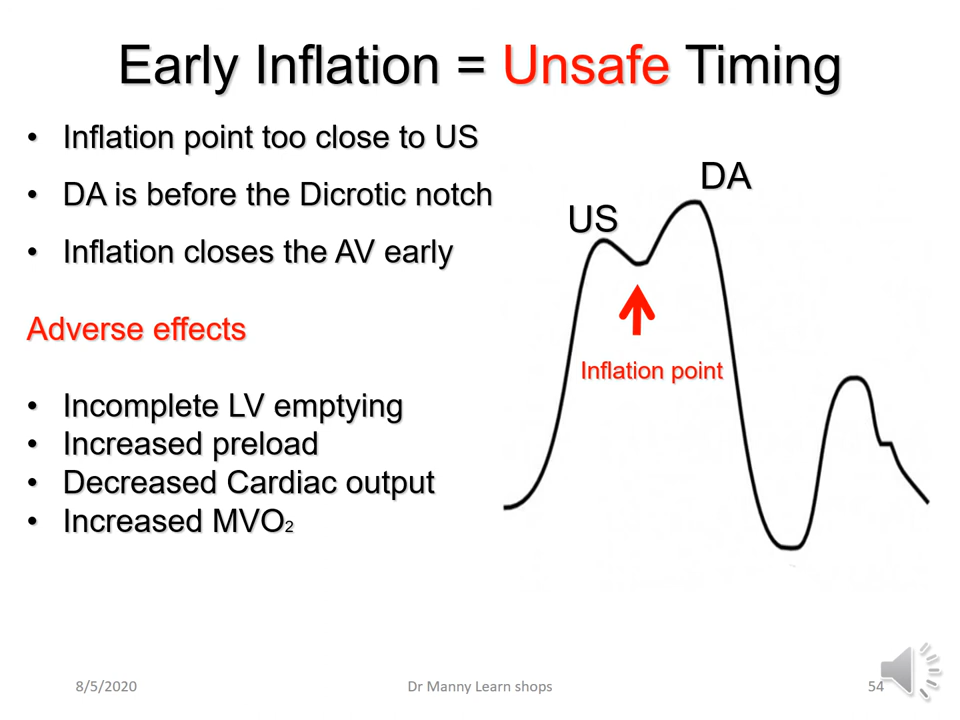 Early Inflation = Unsafe Timing
• Inflation point too close to US
• DA is before the Dicrotic notch
• Inflation closes the AV early
Adverse effects
• Incomplete LV emptying
• Increased preload
• Decreased Cardiac output
• Increased MVO₂
DA
US
Inflation point
8/5/2020
Dr Manny Learn shops
54